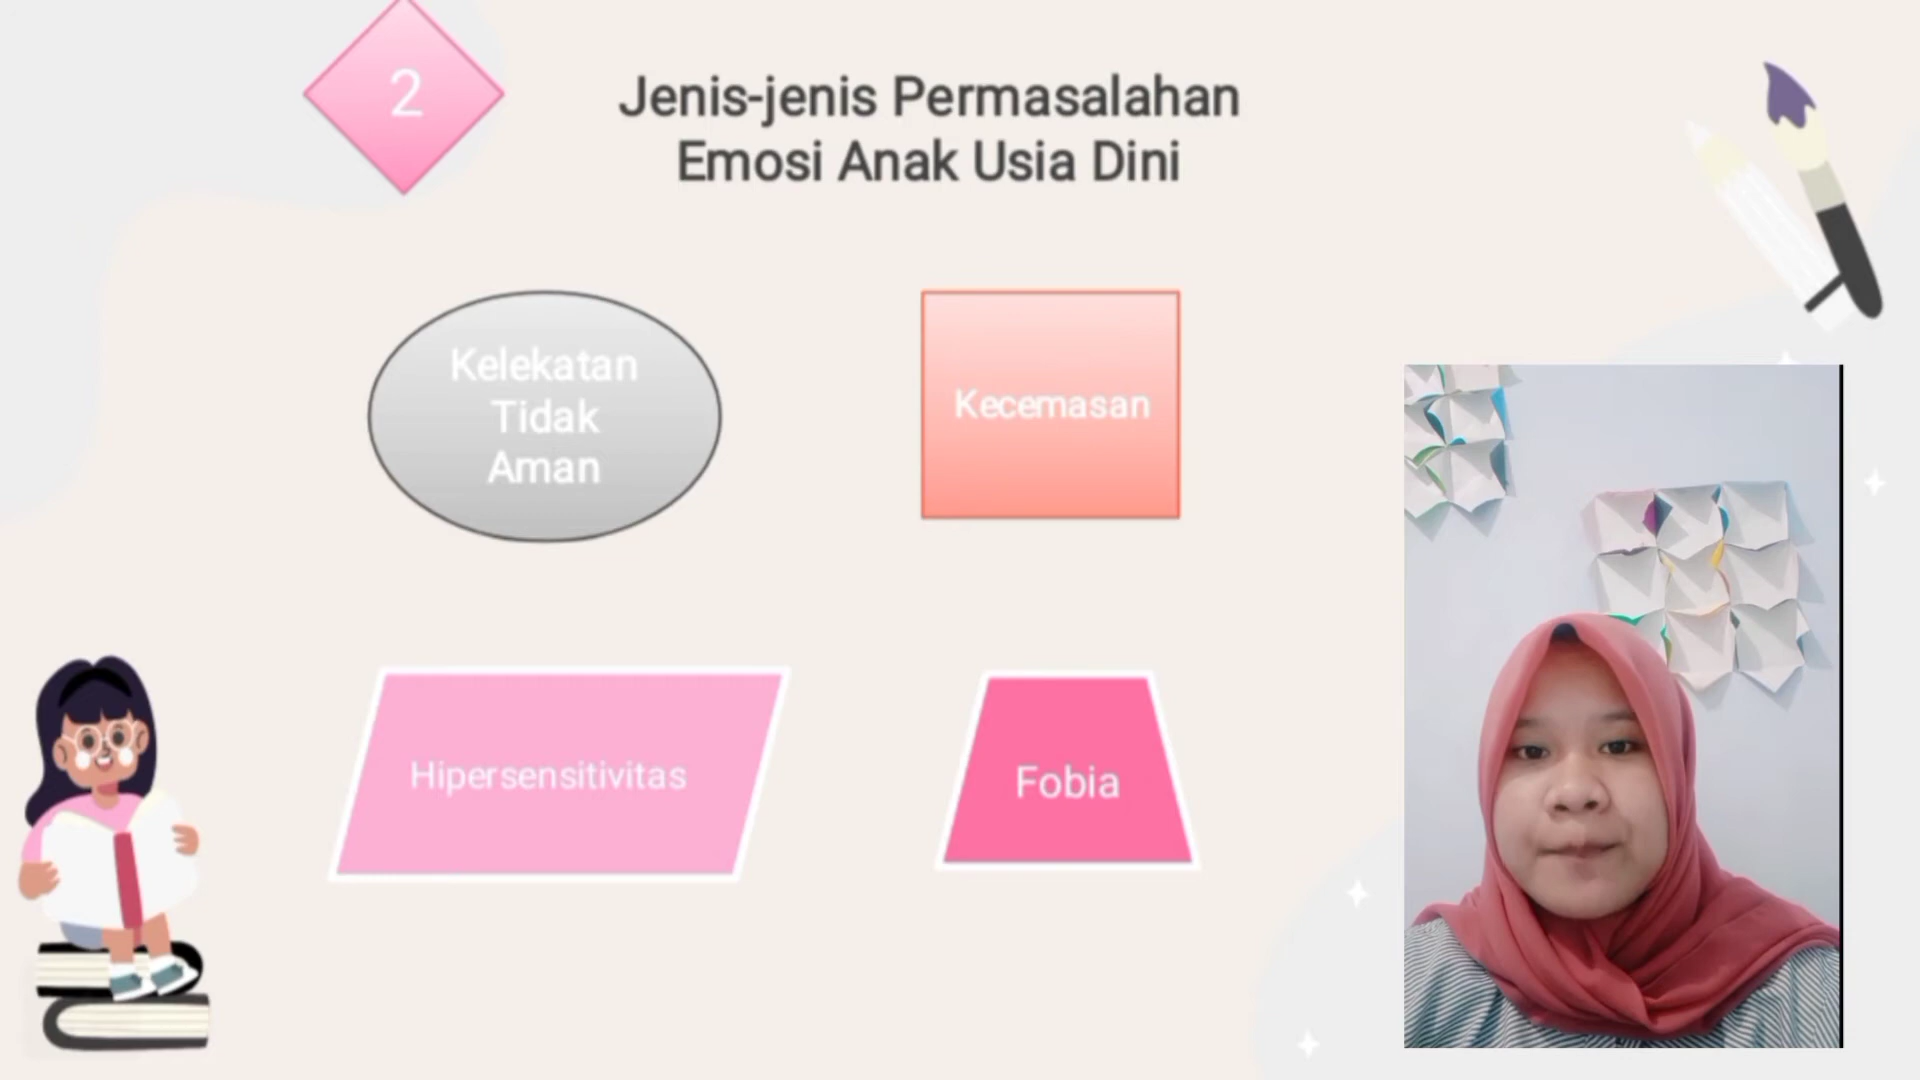 2
Jenis-jenis Permasalahan
Emosi Anak Usia Dini
Kelekatan
Tidak
Aman
Kecemasan
Hipersensitivitas
Fobia